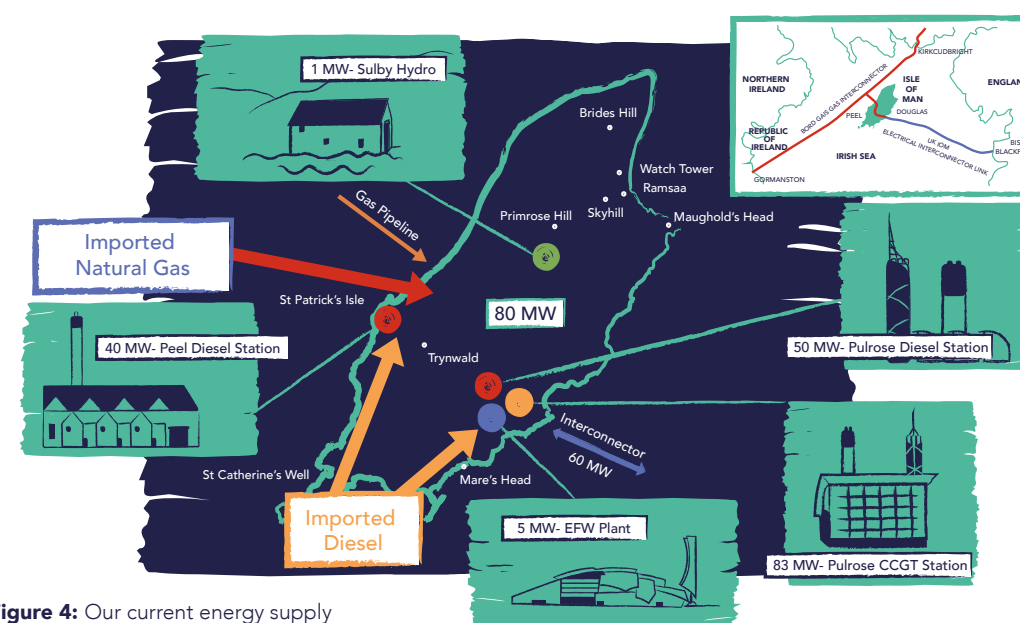 1 MW- Sulby Hydro
KIRKCUDBRIGHT
NORTHERN
IRELAND
ISLE
OF
MAN
BORD GAIS GAS INTERCONNECTOR
PEEL
DOUGLAS
REPUBLIC
OF
IRELAND
UK IOM
ELECTRICAL INTERCONNECTOR LINK
IRISH SEA
GORMANSTON
Brides Hill
Watch Tower
Ramsaa
Skyhill
Primrose Hill
Maughold's Head
Gas Pipeline
Imported
Natural Gas
St Patrick's Isle
80 MW
40 MW- Peel Diesel Station
Trynwald
50 MW- Pulrose Diesel Station
Interconnector
60 MW
St Catherine's Well
Mare's Head
Imported
Diesel
5 MW- EFW Plant
83 MW- Pulrose CCGT Station
Figure 4: Our current energy supply